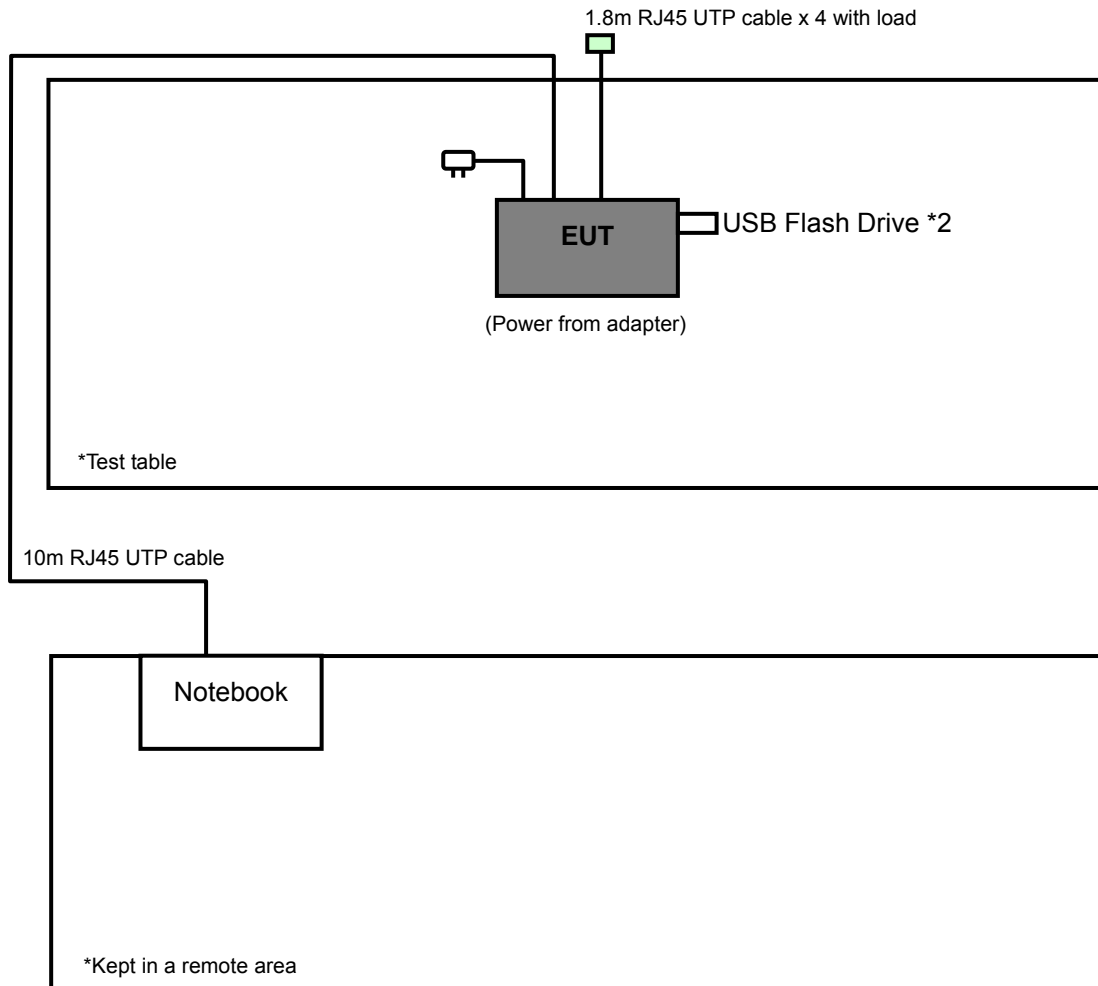 1.8m RJ45 UTP cable x 4 with load
EUT
USB Flash Drive *2
(Power from adapter)
*Test table
10m RJ45 UTP cable
Notebook
*Kept in a remote area